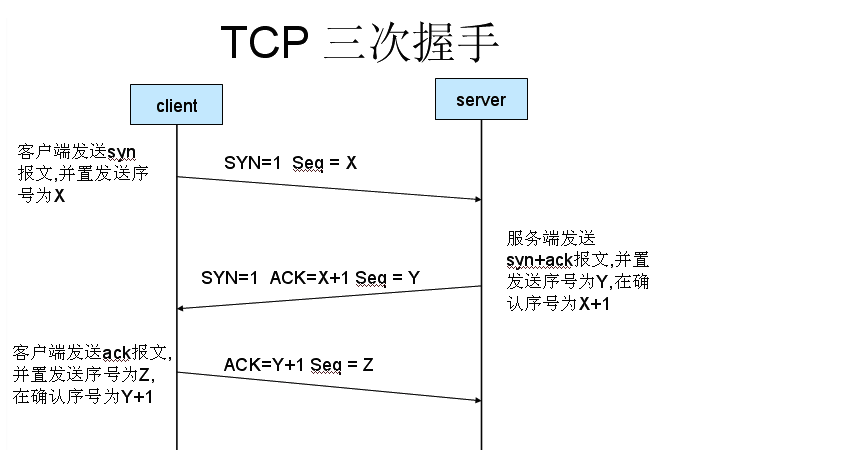 TCP 三次握手
client
server
客户端发送syn
报文,并置发送序
号为X
SYN=1 Seq = X
服务端发送
syn+ack报文,并置
发送序号为Y,在确
认序号为X+1
SYN=1 ACK=X+1 Seq = Y
客户端发送ack报文,
并置发送序号为Z,
在确认序号为Y+1
ACK=Y+1 Seq = Z